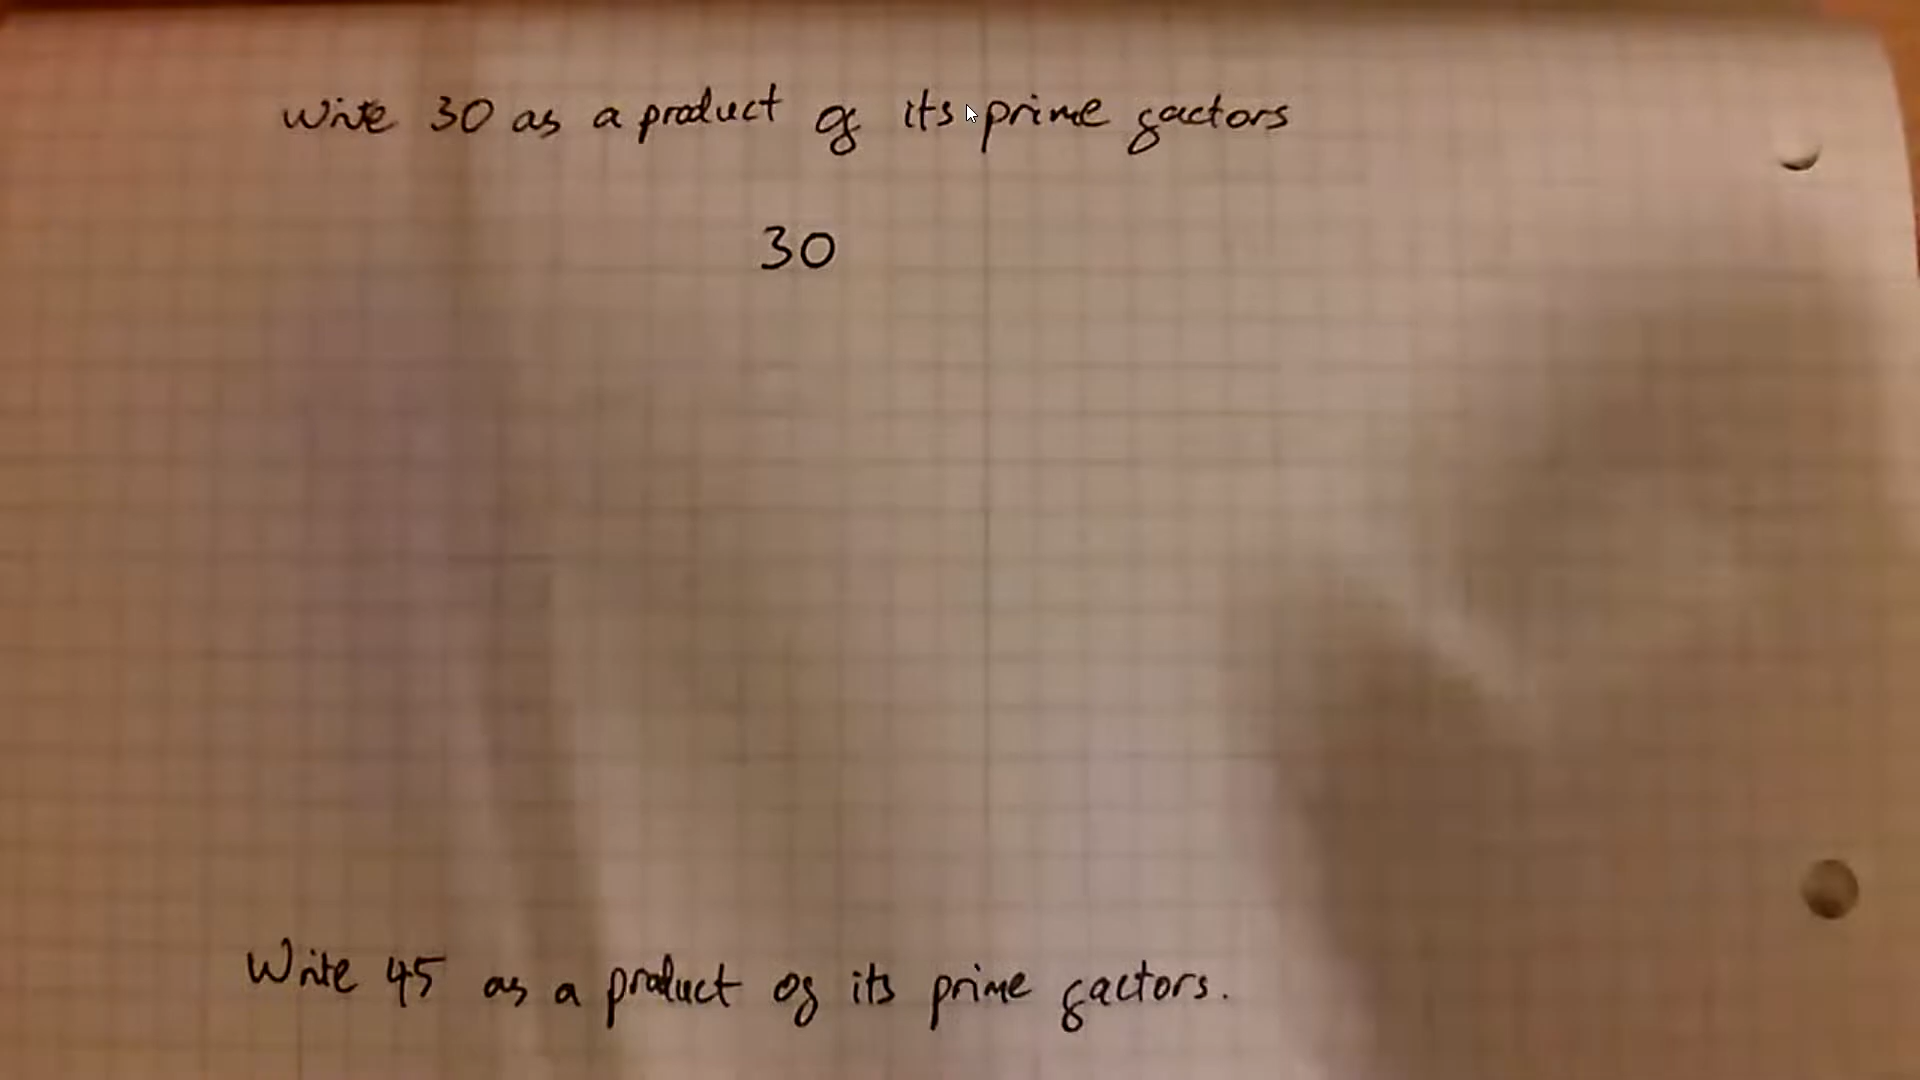 Write 30 as a product of its prime factors
30
Write 45 as a product of its prime factors.